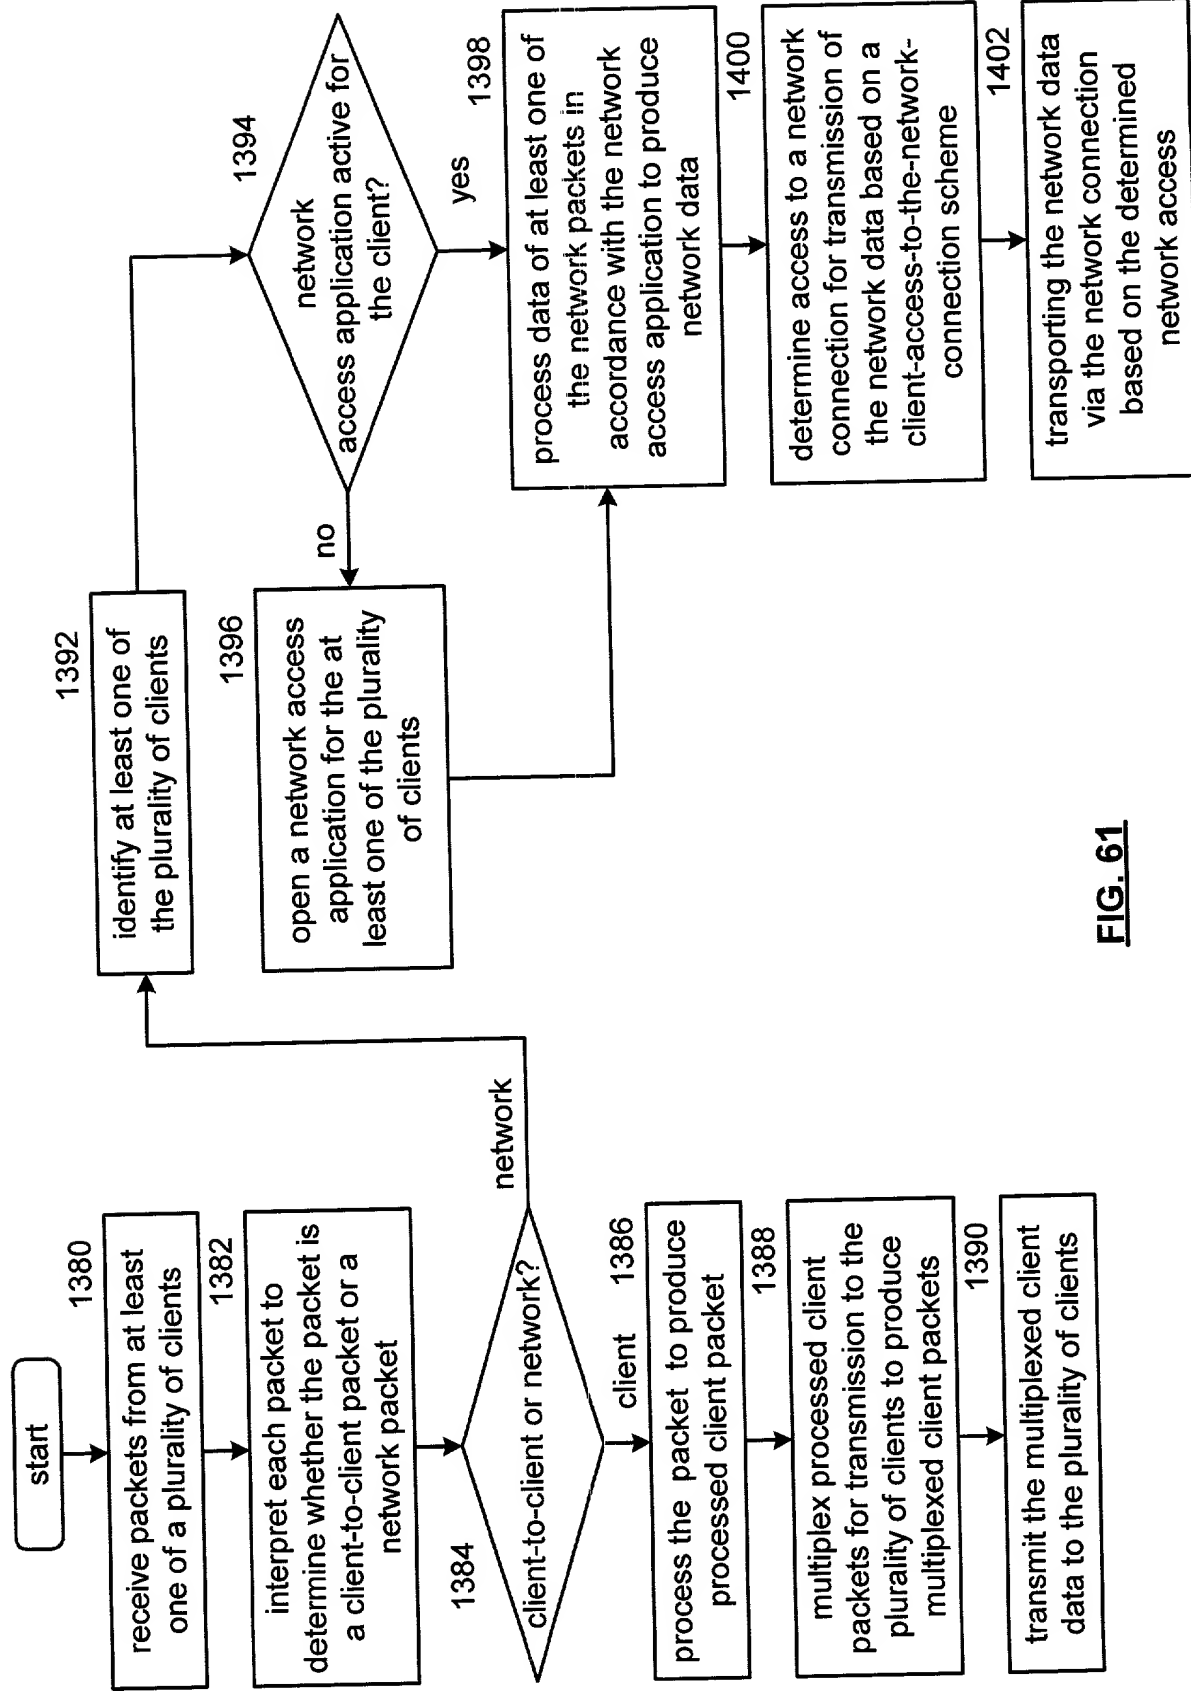 start
1380
receive packets from at least
one of a plurality of clients
1382
interpret each packet to
determine whether the packet is
a client-to-client packet or a
network packet
1384
client-to-client or network?
network
client
1386
process the packet to produce
processed client packet
1388
multiplex processed client
packets for transmission to the
plurality of clients to produce
multiplexed client packets
1390
transmit the multiplexed client
data to the plurality of clients
1392
identify at least one of
the plurality of clients
1394
network
access application active for
the client?
no
yes
1396
open a network access
application for the at
least one of the plurality
of clients
1398
process data of at least one of
the network packets in
accordance with the network
access application to produce
network data
1400
determine access to a network
connection for transmission of
the network data based on a
client-access-to-the-network-
connection scheme
1402
transporting the network data
via the network connection
based on the determined
network access
FIG. 61